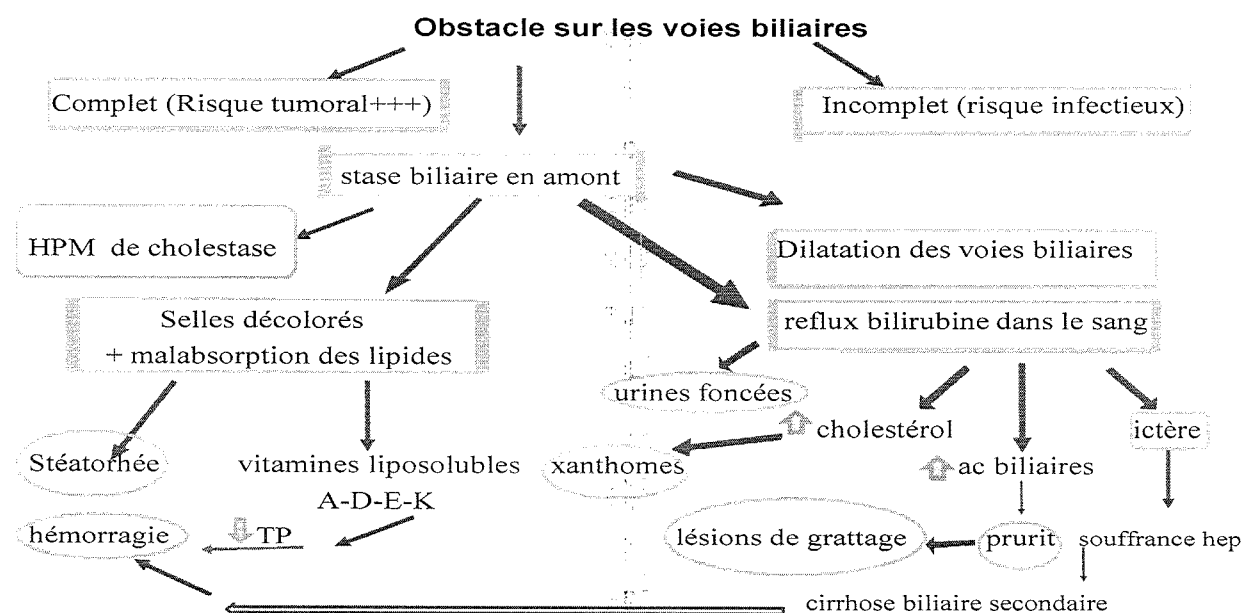 Obstacle sur les voies biliaires
Complet (Risque tumoral+++)
Incomplet (risque infectieux)
stase biliaire en amont
HPM de cholestase
Dilatation des voies biliaires
Selles décolorés
+ malabsorption des lipides
reflux bilirubine dans le sang
urines foncées
cholestérol
ictère
Stéatorhée
vitamines liposolubles
A-D-E-K
xanthomes
ac biliaires
hémorragie
TP
lésions de grattage
prurit
souffrance hep
cirrhose biliaire secondaire